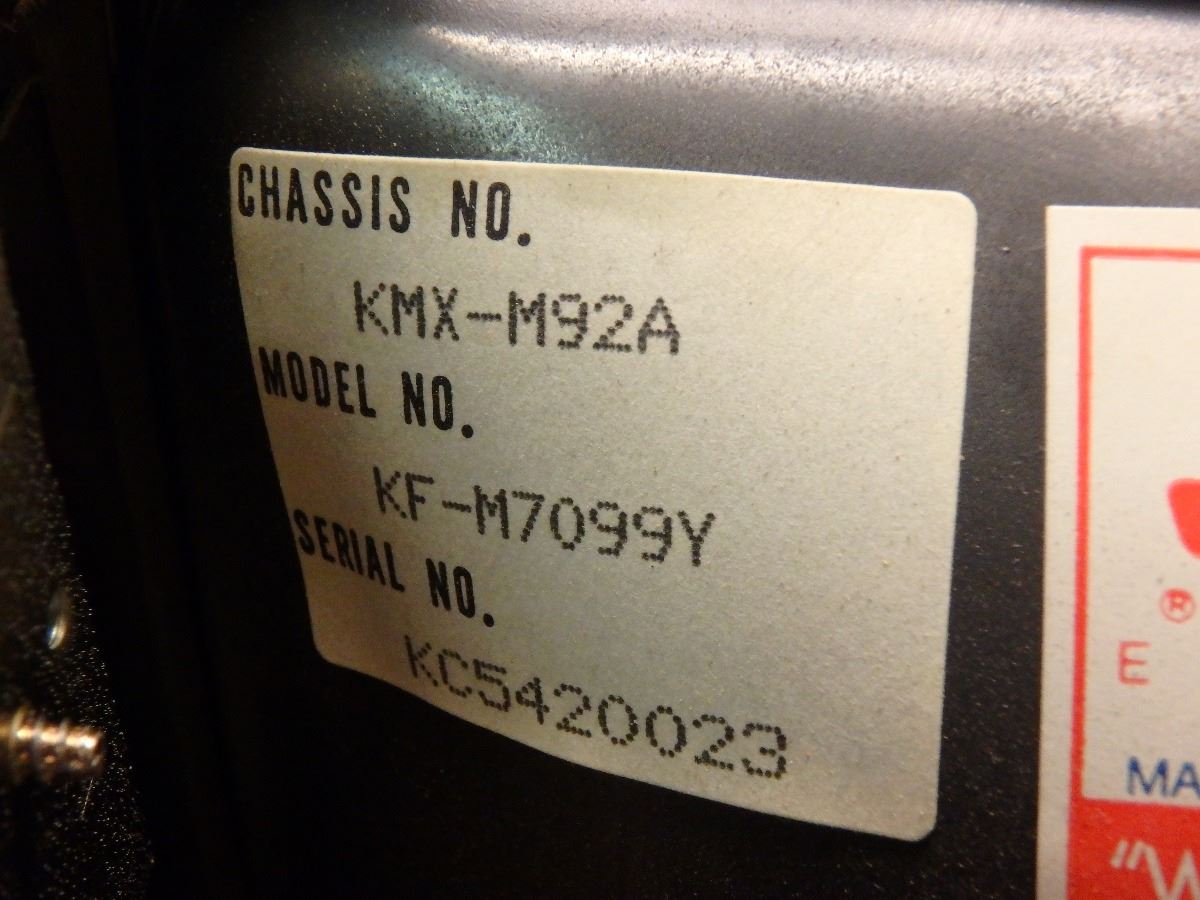 CHASSIS NO.
KMX-M92A
MODEL NO.
KF-M7099Y
SERIAL NO.
KC5420023
®
E
MA
"W